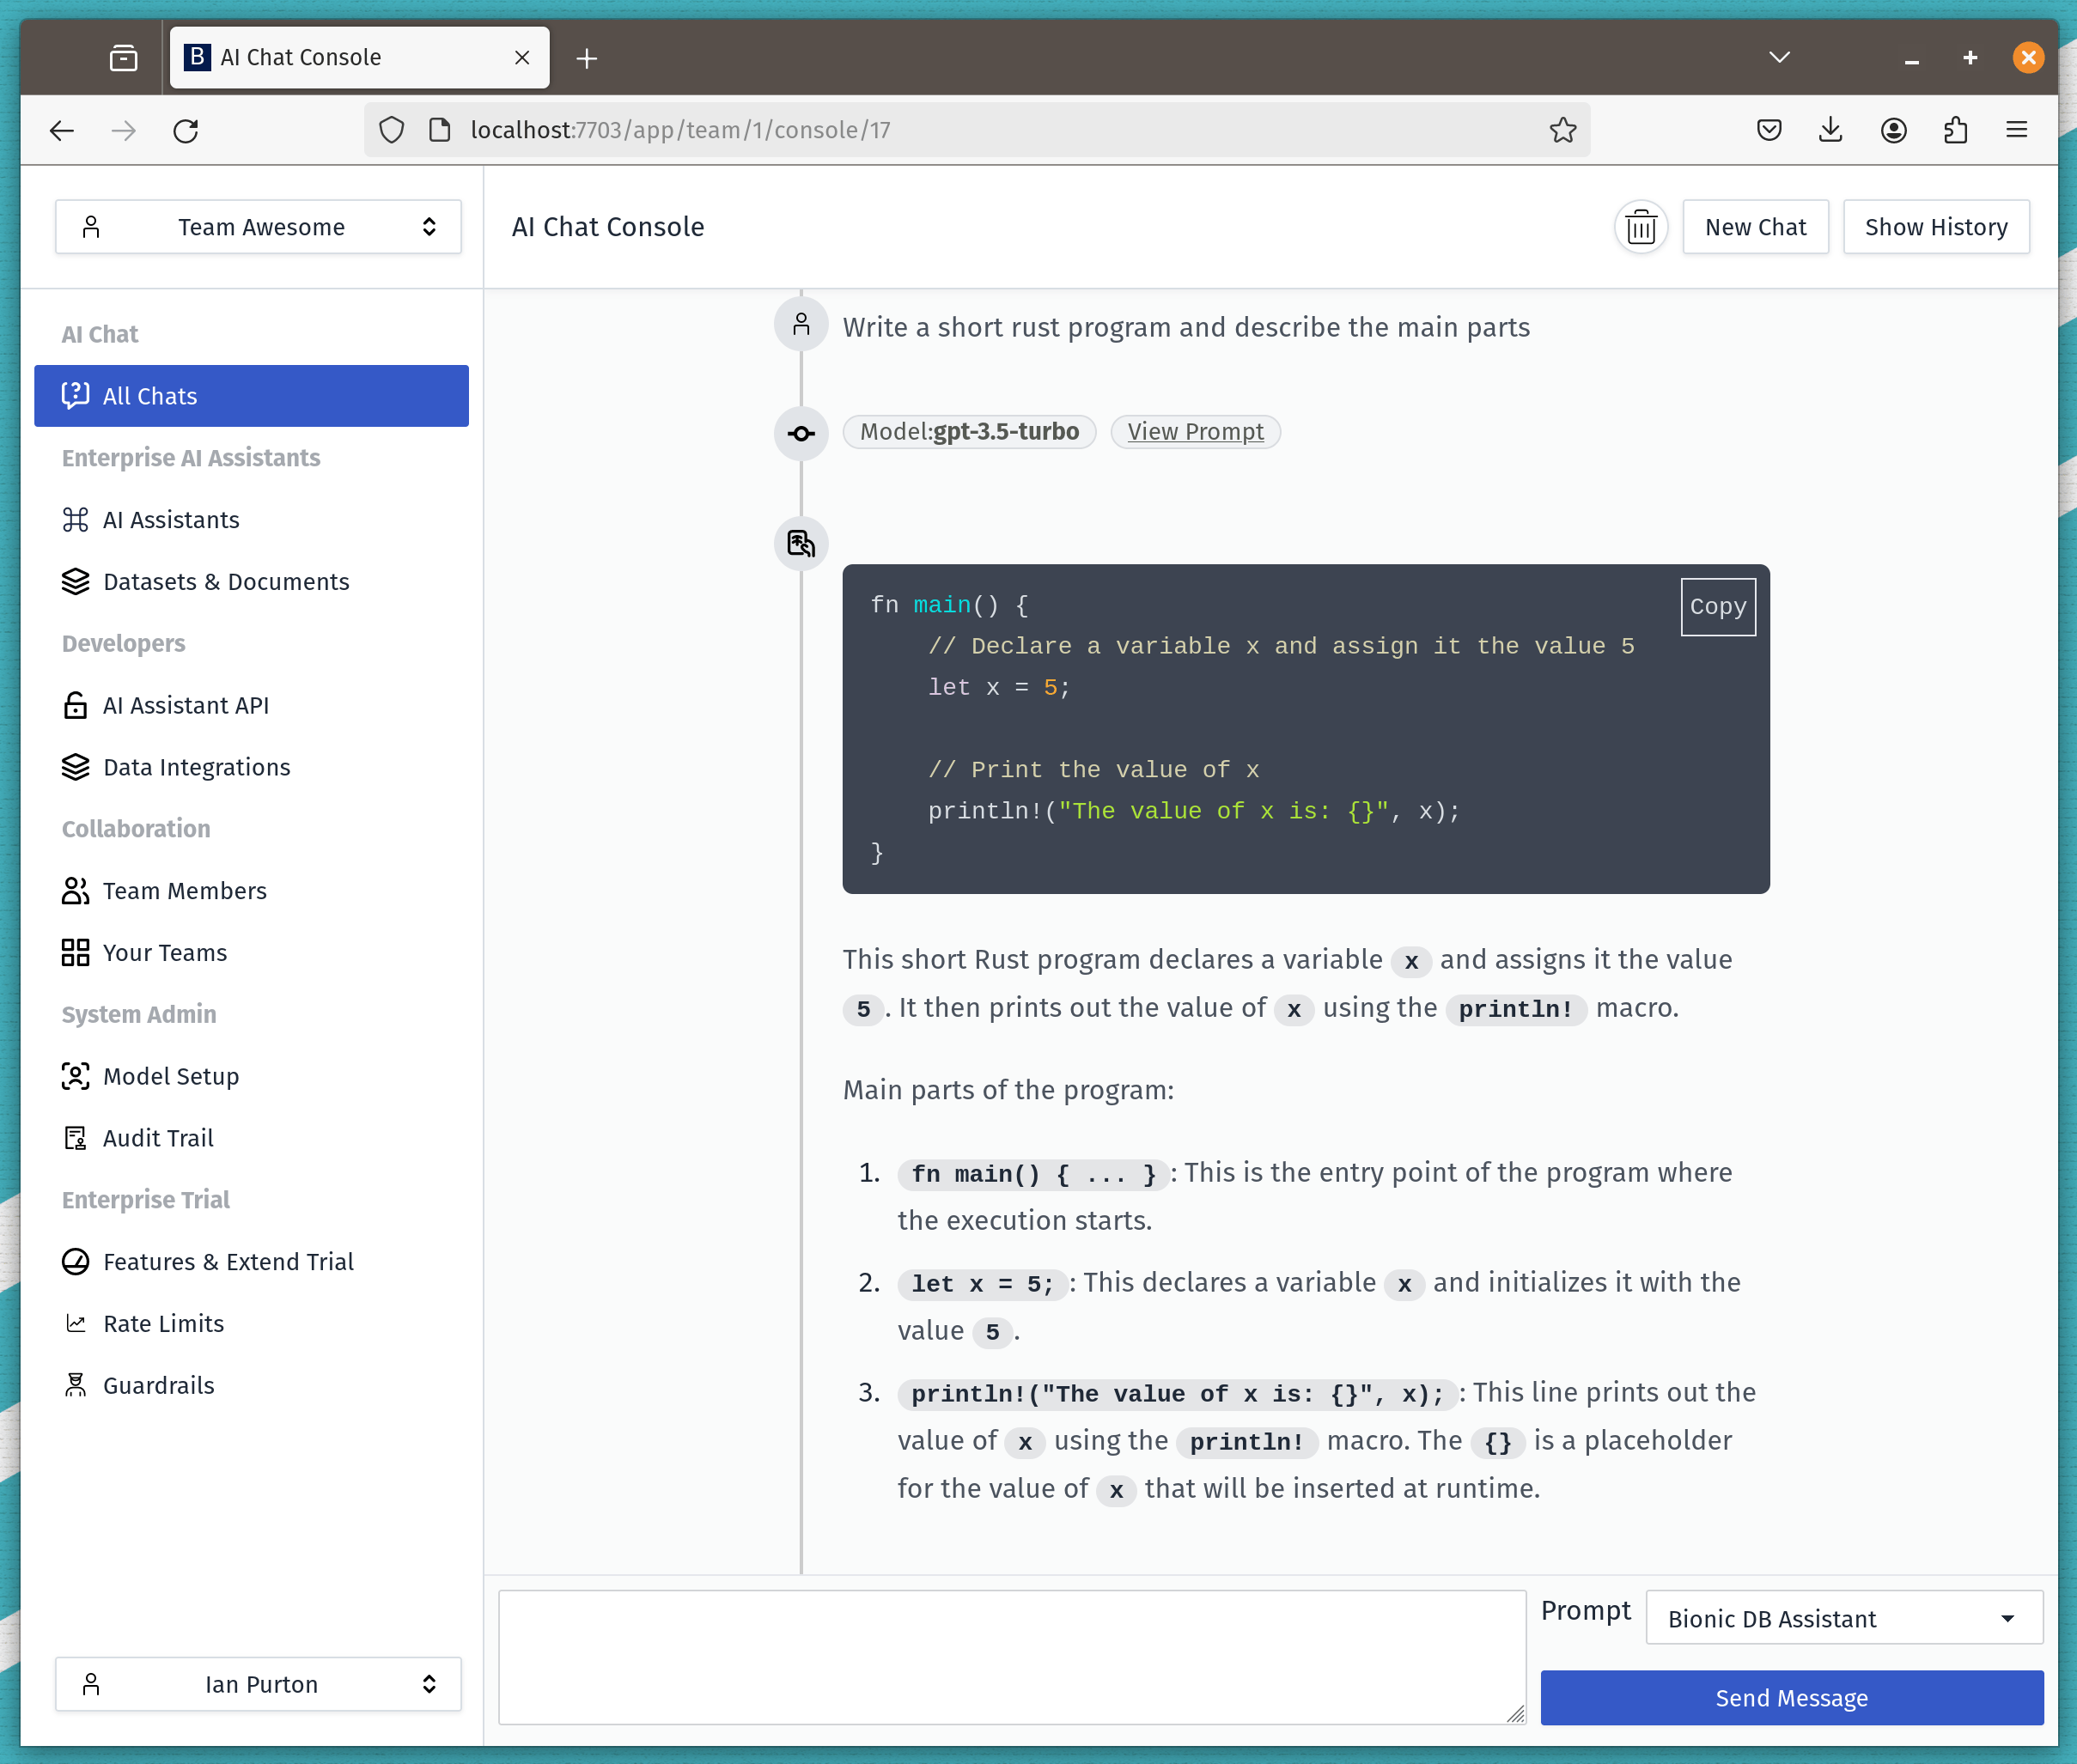 B AI Chat Console
localhost:7703/app/team/1/console/17
Team Awesome
AI Chat
All Chats
Enterprise AI Assistants
AI Assistants
Datasets & Documents
Developers
AI Assistant API
Data Integrations
Collaboration
Team Members
Your Teams
System Admin
Model Setup
Audit Trail
Enterprise Trial
Features & Extend Trial
Rate Limits
Guardrails
Ian Purton
AI Chat Console
New Chat
Show History
Write a short rust program and describe the main parts
Model:gpt-3.5-turbo View Prompt
Copy
fn main() {
    // Declare a variable x and assign it the value 5
    let x = 5;
    // Print the value of x
    println!("The value of x is: {}", x);
}
This short Rust program declares a variable x and assigns it the value
5 . It then prints out the value of x using the println! macro.
Main parts of the program:
1. fn main() { ... } : This is the entry point of the program where
the execution starts.
2. let x = 5; : This declares a variable x and initializes it with the
value 5 .
3. println!("The value of x is: {}", x); : This line prints out the
value of x using the println! macro. The {} is a placeholder
for the value of x that will be inserted at runtime.
Prompt
Bionic DB Assistant
Send Message